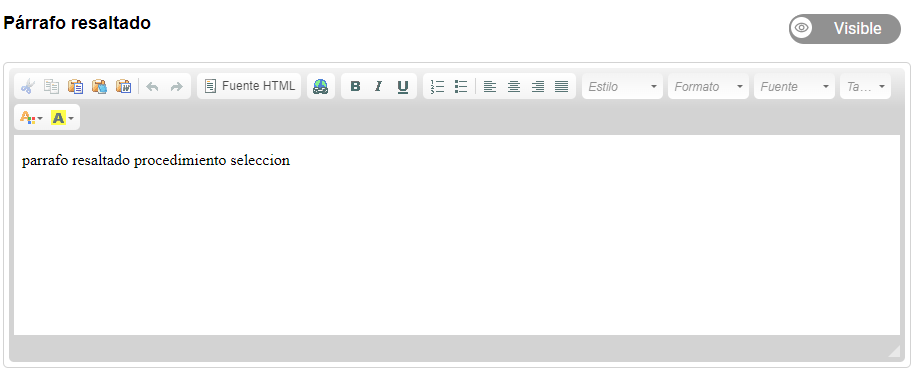 Párrafo resaltado
Visible
Fuente HTML
B I U
Estilo
Formato
Fuente
Ta...
A
A
parrafo resaltado procedimiento seleccion